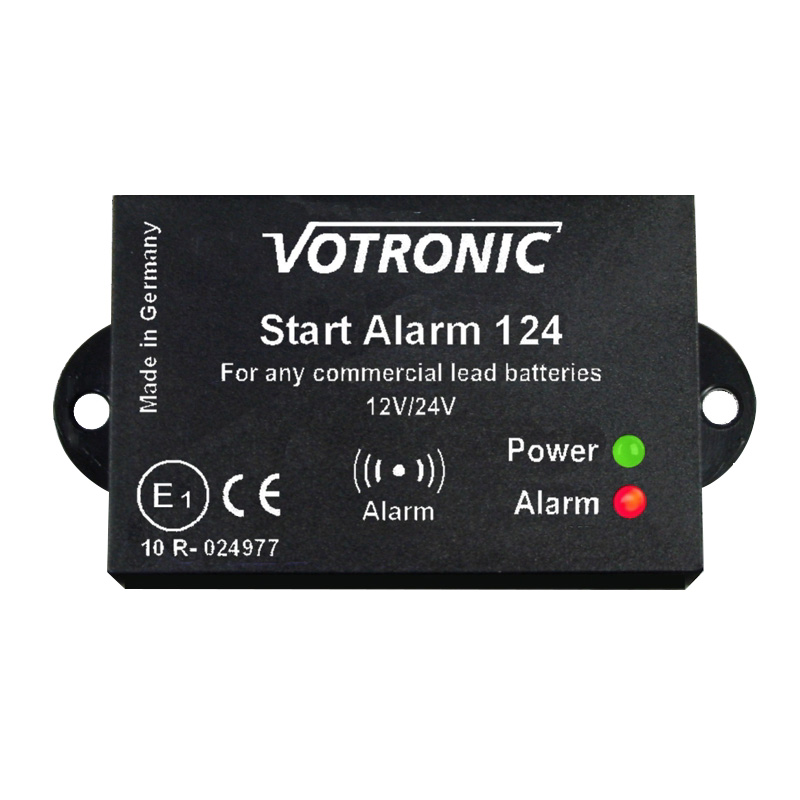 VOTRONIC
Made in Germany
Start Alarm 124
For any commercial lead batteries
12V/24V
Power
Alarm
Alarm
E1 CE
10 R- 024977